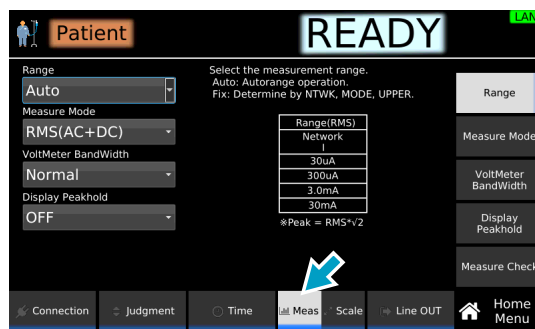 Patient
READY
LAN
Range
Auto
Measure Mode
RMS(AC+DC)
VoltMeter BandWidth
Normal
Display Peakhold
OFF
Select the measurement range.
Auto: Autorange operation.
Fix: Determine by NTWK, MODE, UPPER.
Range(RMS)
Network
I
30uA
300uA
3.0mA
30mA
※Peak = RMS*√2
Range
Measure Mode
VoltMeter
BandWidth
Display
Peakhold
Measure Check
Connection
Judgment
Time
Meas
Scale
Line OUT
Home
Menu